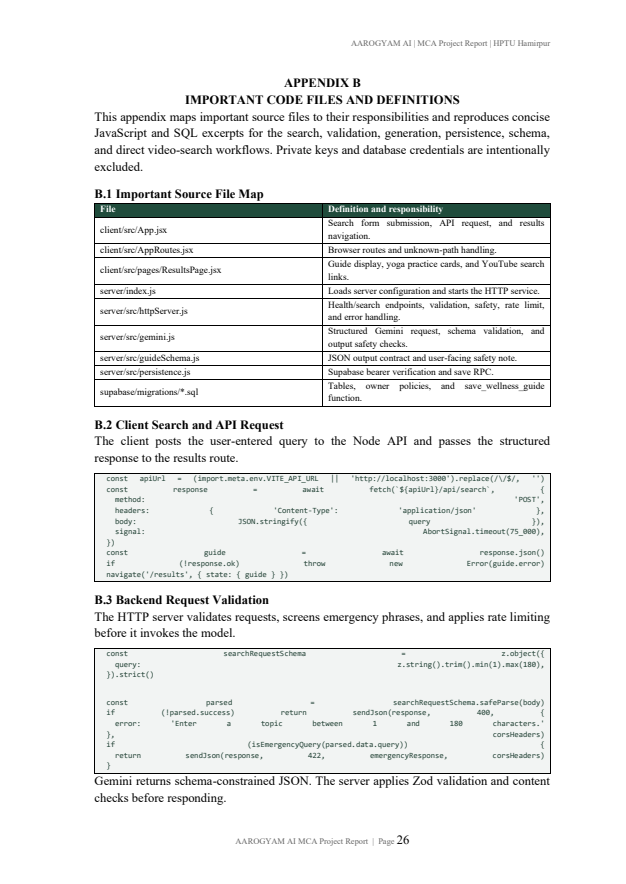 AAROGYAM AI | MCA Project Report | HPTU Hamirpur
APPENDIX B
IMPORTANT CODE FILES AND DEFINITIONS
This appendix maps important source files to their responsibilities and reproduces concise
JavaScript and SQL excerpts for the search, validation, generation, persistence, schema,
and direct video-search workflows. Private keys and database credentials are intentionally
excluded.
B.1 Important Source File Map
File Definition and responsibility
client/src/App.jsx Search form submission, API request, and results
navigation.
client/src/AppRoutes.jsx Browser routes and unknown-path handling.
client/src/pages/ResultsPage.jsx Guide display, yoga practice cards, and YouTube search
links.
server/index.js Loads server configuration and starts the HTTP service.
server/src/httpServer.js Health/search endpoints, validation, safety, rate limit,
and error handling.
server/src/gemini.js Structured Gemini request, schema validation, and
output safety checks.
server/src/guideSchema.js JSON output contract and user-facing safety note.
server/src/persistence.js Supabase bearer verification and save RPC.
supabase/migrations/*.sql Tables, owner policies, and save_wellness_guide
function.
B.2 Client Search and API Request
The client posts the user-entered query to the Node API and passes the structured
response to the results route.
const apiUrl = (import.meta.env.VITE_API_URL || 'http://localhost:3000').replace(/\/$/, '')
const response = await fetch(`${apiUrl}/api/search`, {
method: 'POST',
headers: { 'Content-Type': 'application/json' },
body: JSON.stringify({ query }),
signal: AbortSignal.timeout(75_000),
})
const guide = await response.json()
if (!response.ok) throw new Error(guide.error)
navigate('/results', { state: { guide } })
B.3 Backend Request Validation
The HTTP server validates requests, screens emergency phrases, and applies rate limiting
before it invokes the model.
const searchRequestSchema = z.object({
query: z.string().trim().min(1).max(180),
}).strict()
const parsed = searchRequestSchema.safeParse(body)
if (!parsed.success) return sendJson(response, 400, {
error: 'Enter a topic between 1 and 180 characters.'
}, corsHeaders)
if (isEmergencyQuery(parsed.data.query)) {
return sendJson(response, 422, emergencyResponse, corsHeaders)
}
Gemini returns schema-constrained JSON. The server applies Zod validation and content
checks before responding.
AAROGYAM AI MCA Project Report | Page 26